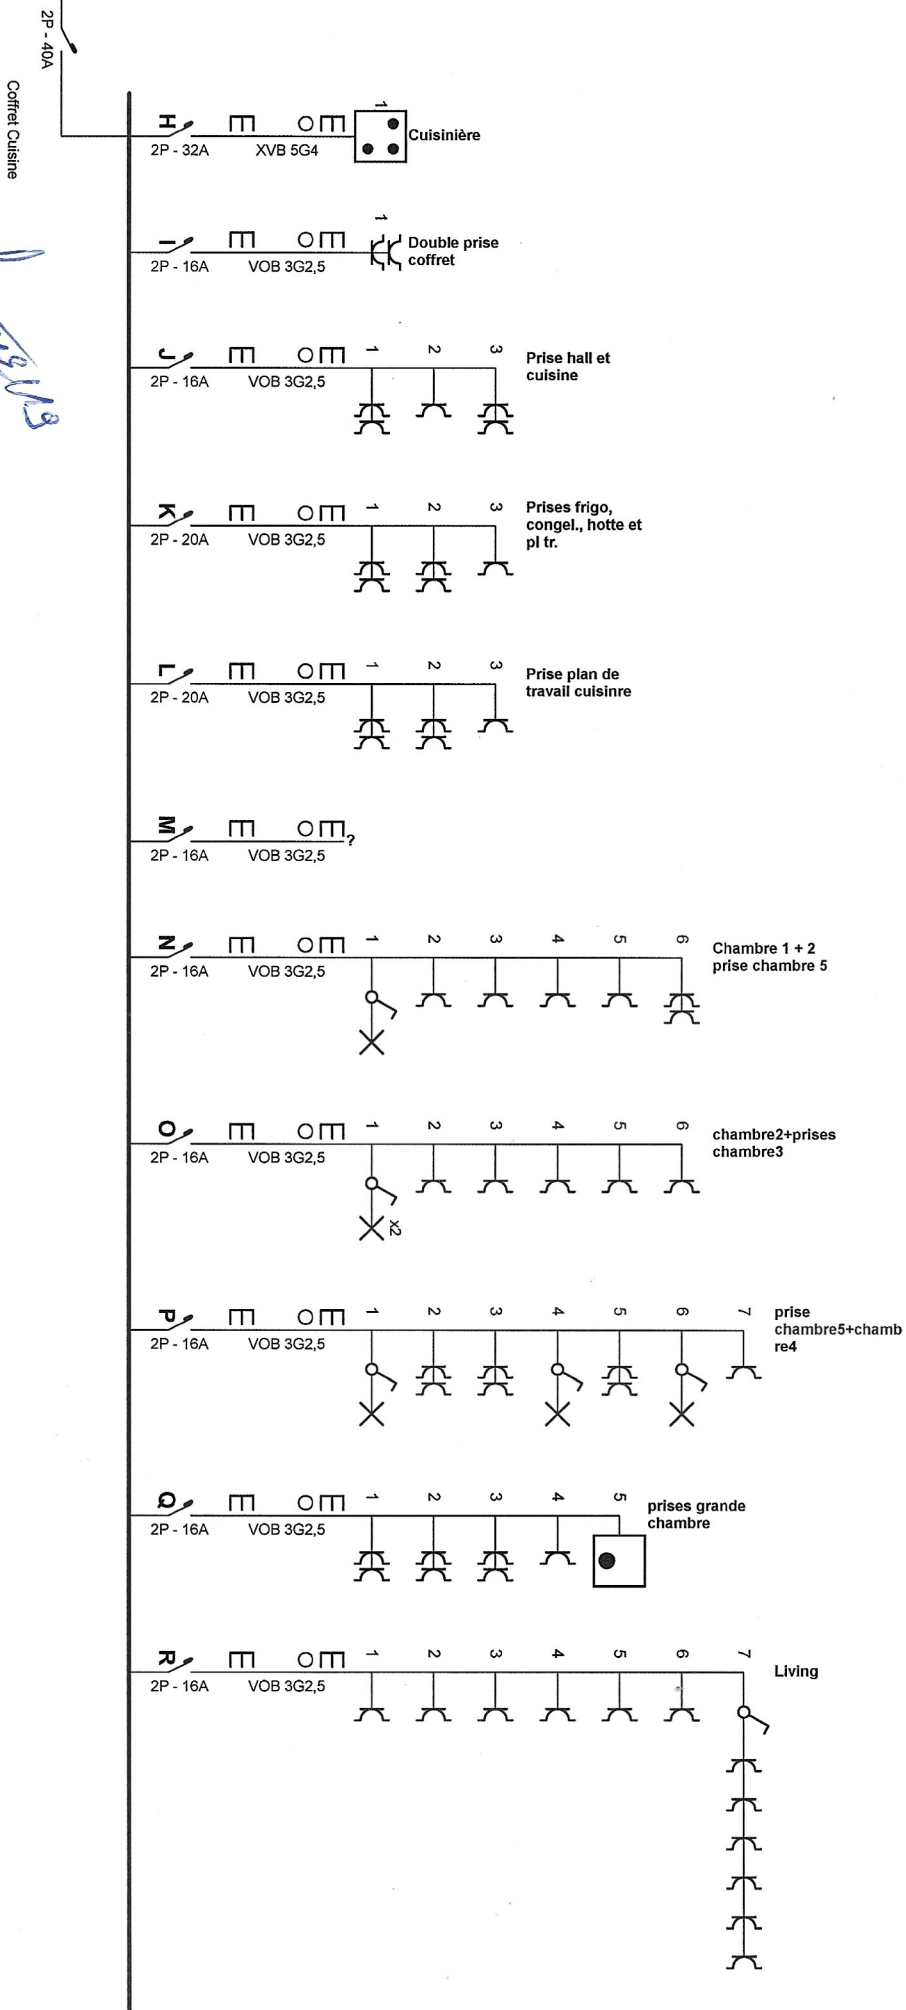 2P - 40A
Coffret Cuisine
H
2P - 32A
XVB 5G4
1
Cuisinière
I
2P - 16A
VOB 3G2,5
1
Double prise
coffret
J
2P - 16A
VOB 3G2,5
1 2 3
Prise hall et
cuisine
K
2P - 20A
VOB 3G2,5
1 2 3
Prises frigo,
congel., hotte et
pl tr.
L
2P - 20A
VOB 3G2,5
1 2 3
Prise plan de
travail cuisinre
M
2P - 16A
VOB 3G2,5
?
N
2P - 16A
VOB 3G2,5
1 2 3 4 5 6
Chambre 1 + 2
prise chambre 5
O
2P - 16A
VOB 3G2,5
1 2 3 4 5 6
x2
chambre2+prises
chambre3
P
2P - 16A
VOB 3G2,5
1 2 3 4 5 6 7
prise
chambre5+chamb
re4
Q
2P - 16A
VOB 3G2,5
1 2 3 4 5
prises grande
chambre
R
2P - 16A
VOB 3G2,5
1 2 3 4 5 6 7
Living